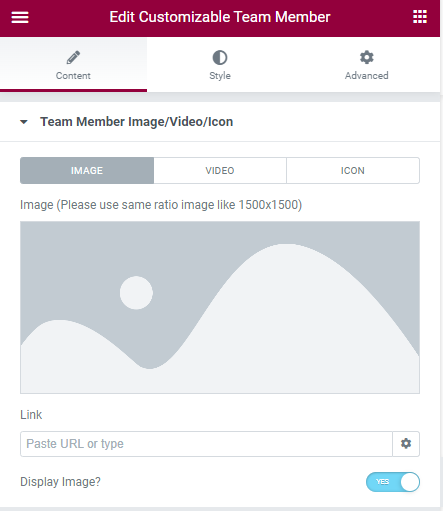 Edit Customizable Team Member
Content Style Advanced
Team Member Image/Video/Icon
IMAGE VIDEO ICON
Image (Please use same ratio image like 1500x1500)
Link
Paste URL or type
Display Image? YES